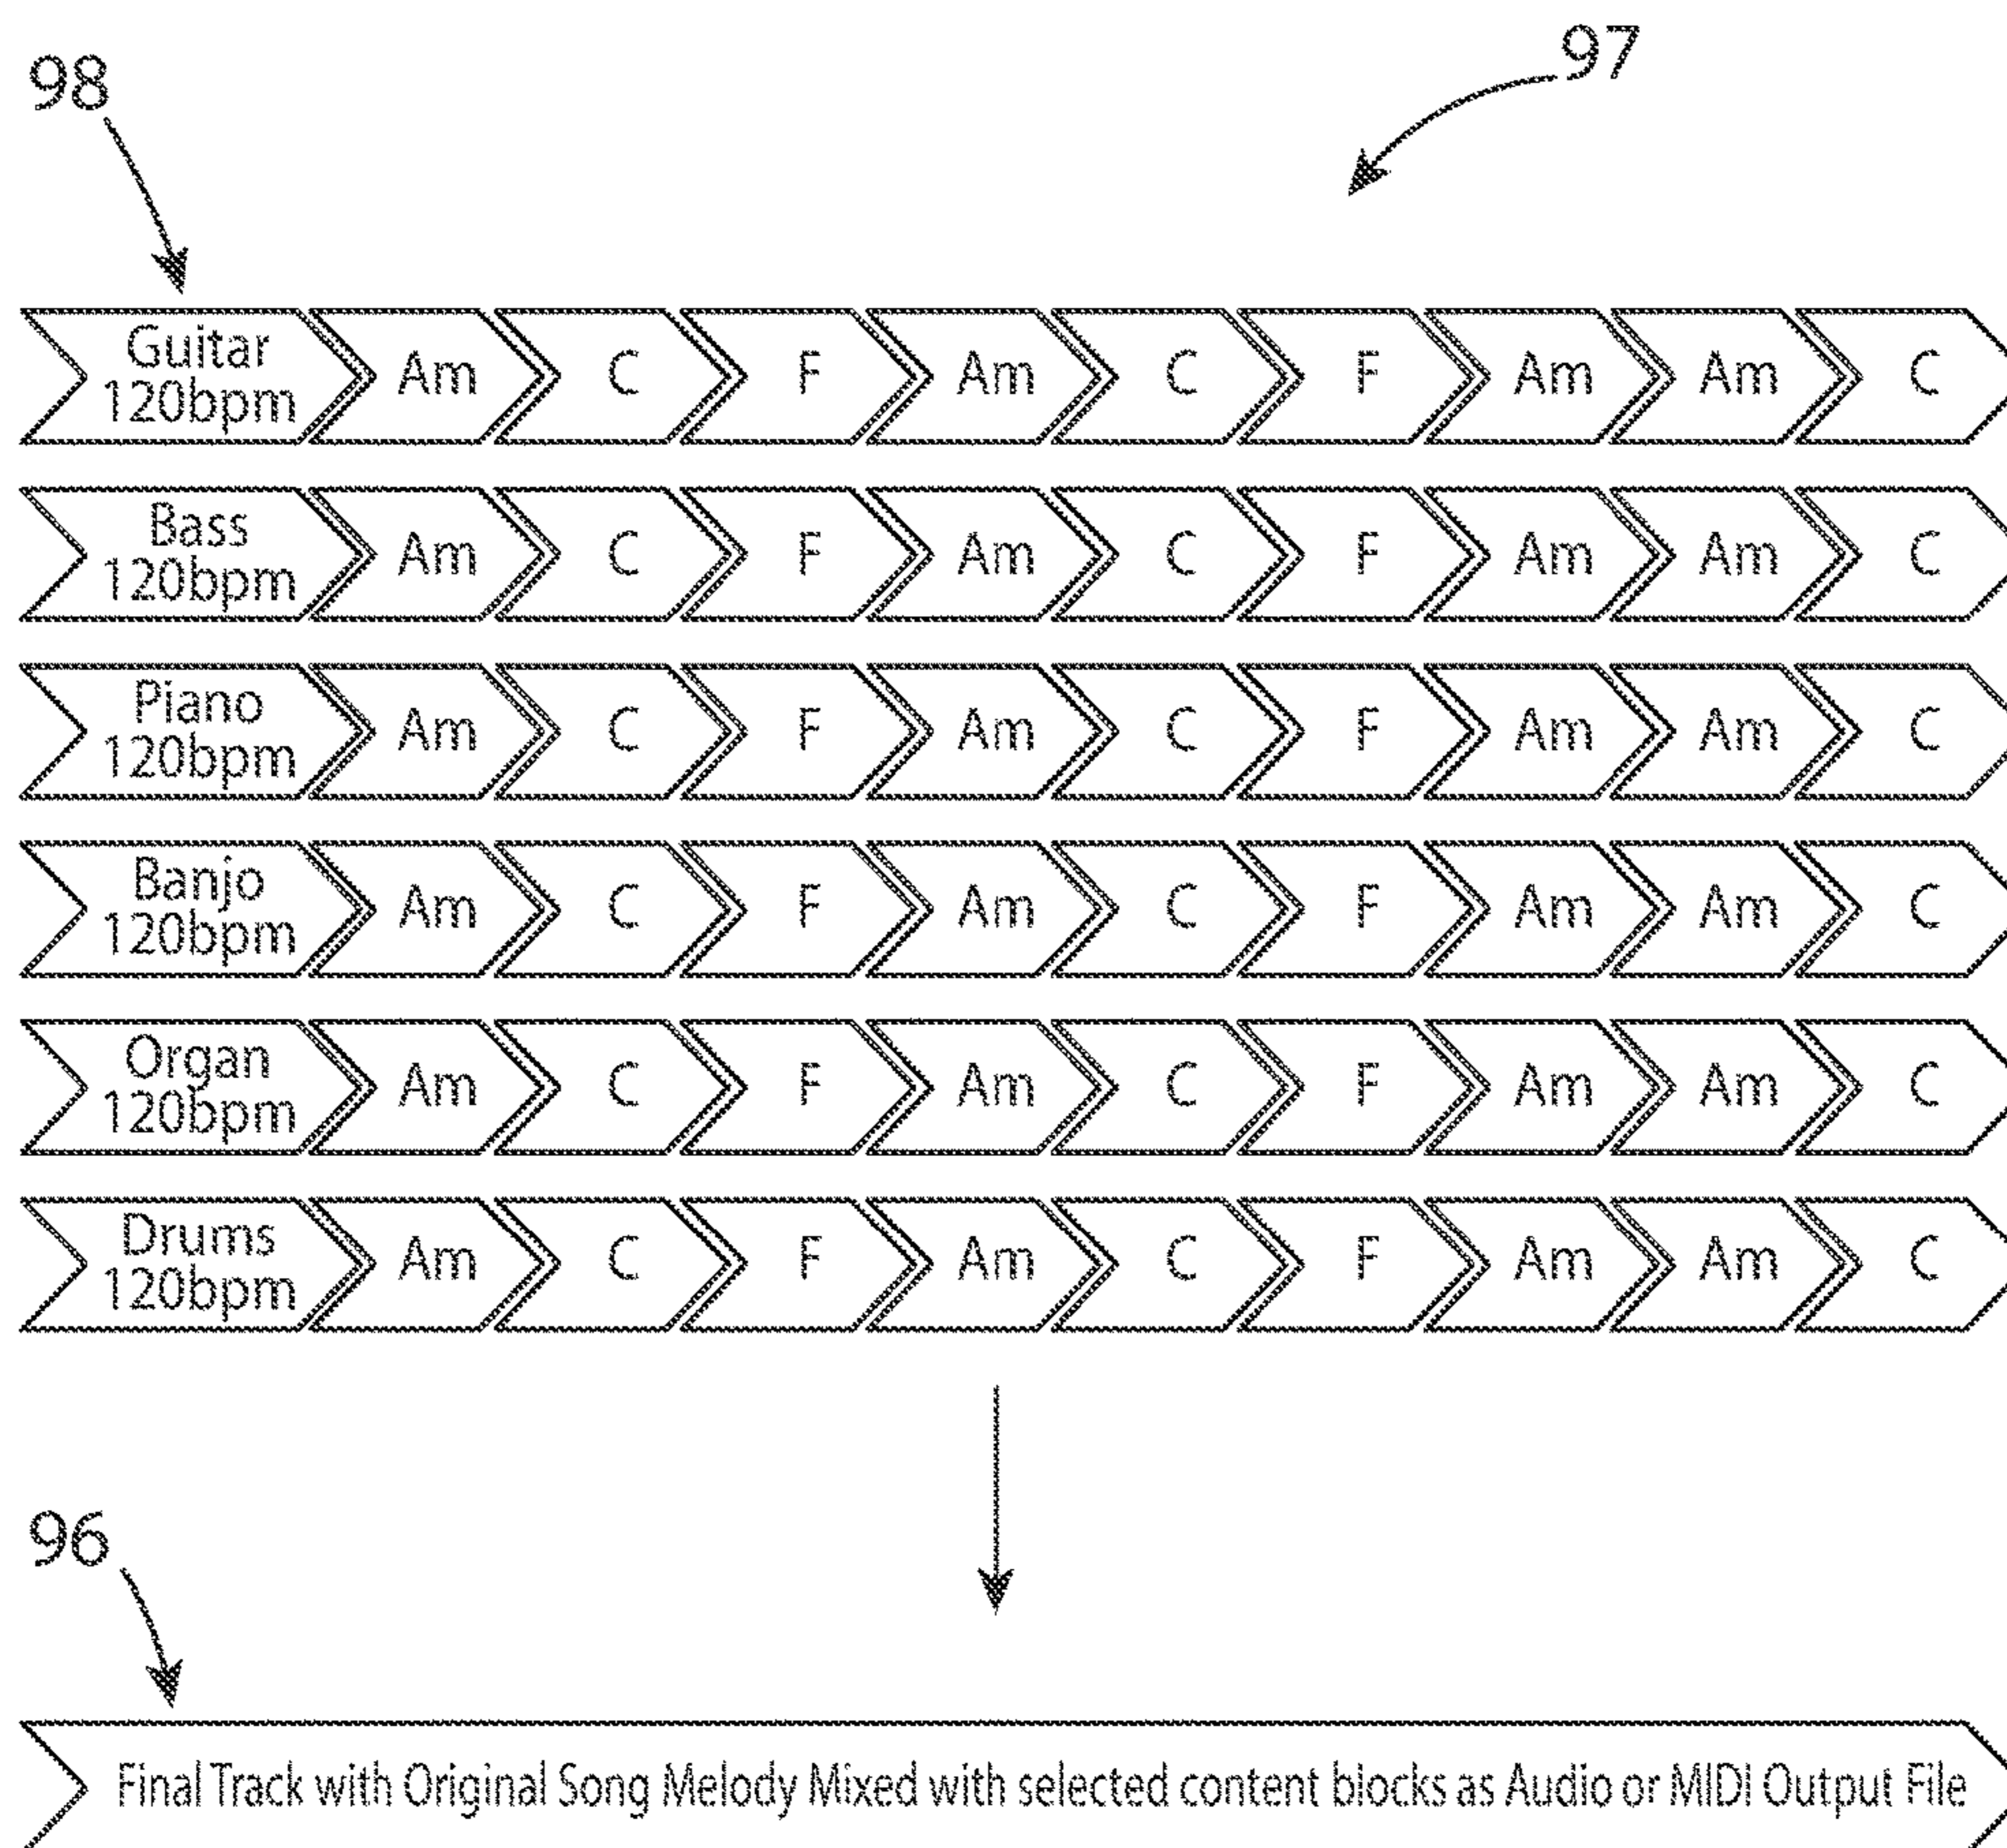 98
97
Guitar
120bpm
Am C F Am C F Am Am C
Bass
120bpm
Am C F Am C F Am Am C
Piano
120bpm
Am C F Am C F Am Am C
Banjo
120bpm
Am C F Am C F Am Am C
Organ
120bpm
Am C F Am C F Am Am C
Drums
120bpm
Am C F Am C F Am Am C
96
Final Track with Original Song Melody Mixed with selected content blocks as Audio or MIDI Output File